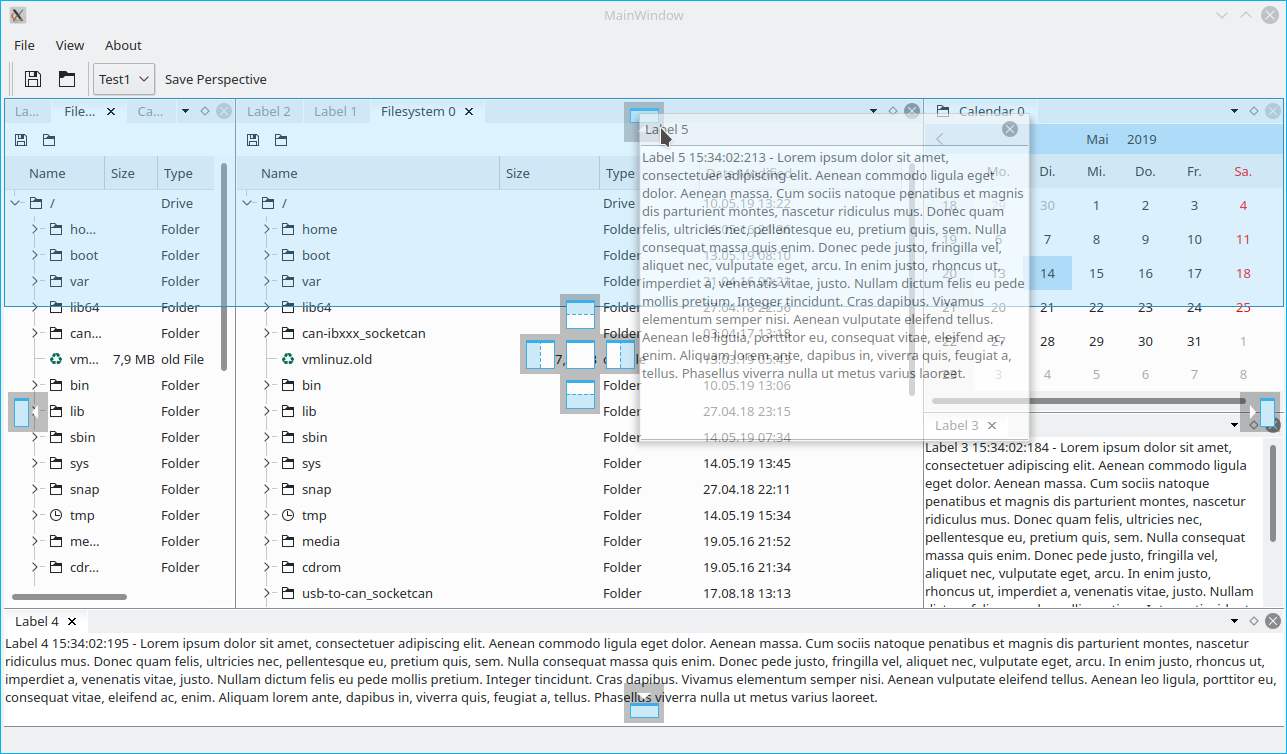 MainWindow
File View About
Test1 Save Perspective
La... File... Ca...
Name Size Type
/ Drive
ho... Folder
boot Folder
var Folder
lib64 Folder
can... Folder
vm... 7,9 MB old File
bin Folder
lib Folder
sbin Folder
sys Folder
snap Folder
tmp Folder
me... Folder
cdr... Folder
Label 2 Label 1 Filesystem 0
Name Size Type Date Modified
/ Drive 10.05.19 13:22
home Folder
boot Folder 13.05.19 08:10
var Folder
lib64 Folder 27.04.18 22:56
can-ibxxx_socketcan Folder 03.04.17 13:18
vmlinuz.old
bin Folder 10.05.19 13:06
lib Folder 27.04.18 23:15
sbin Folder 14.05.19 07:34
sys Folder 14.05.19 13:45
snap Folder 27.04.18 22:11
tmp Folder 14.05.19 15:34
media Folder 19.05.16 21:52
cdrom Folder 19.05.16 21:34
usb-to-can_socketcan Folder 17.08.18 13:13
Label 5
Label 5 15:34:02:213 - Lorem ipsum dolor sit amet,
consectetuer adipiscing elit. Aenean commodo ligula eget
dolor. Aenean massa. Cum sociis natoque penatibus et magnis
dis parturient montes, nascetur ridiculus mus. Donec quam
felis, ultricies nec, pellentesque eu, pretium quis, sem. Nulla
consequat massa quis enim. Donec pede justo, fringilla vel,
aliquet nec, vulputate eget, arcu. In enim justo, rhoncus ut,
imperdiet a, venenatis vitae, justo. Nullam dictum felis eu pede
mollis pretium. Integer tincidunt. Cras dapibus. Vivamus
elementum semper nisi. Aenean vulputate eleifend tellus.
Aenean leo ligula, porttitor eu, consequat vitae, eleifend ac,
enim. Aliquam lorem ante, dapibus in, viverra quis, feugiat a,
tellus. Phasellus viverra nulla ut metus varius laoreet.
Calendar 0
Mai 2019
Mo. Di. Mi. Do. Fr. Sa.
18 29 30 1 2 3 4
19 6 7 8 9 10 11
20 13 14 15 16 17 18
21 20 21 22 23 24 25
22 27 28 29 30 31 1
23 3 4 5 6 7 8
Label 3
Label 3 15:34:02:184 - Lorem ipsum dolor sit amet,
consectetuer adipiscing elit. Aenean commodo ligula
eget dolor. Aenean massa. Cum sociis natoque
penatibus et magnis dis parturient montes, nascetur
ridiculus mus. Donec quam felis, ultricies nec,
pellentesque eu, pretium quis, sem. Nulla consequat
massa quis enim. Donec pede justo, fringilla vel,
aliquet nec, vulputate eget, arcu. In enim justo,
rhoncus ut, imperdiet a, venenatis vitae, justo. Nullam
Label 4
Label 4 15:34:02:195 - Lorem ipsum dolor sit amet, consectetuer adipiscing elit. Aenean commodo ligula eget dolor. Aenean massa. Cum sociis natoque penatibus et magnis dis parturient montes, nascetur
ridiculus mus. Donec quam felis, ultricies nec, pellentesque eu, pretium quis, sem. Nulla consequat massa quis enim. Donec pede justo, fringilla vel, aliquet nec, vulputate eget, arcu. In enim justo, rhoncus ut,
imperdiet a, venenatis vitae, justo. Nullam dictum felis eu pede mollis pretium. Integer tincidunt. Cras dapibus. Vivamus elementum semper nisi. Aenean vulputate eleifend tellus. Aenean leo ligula, porttitor eu,
consequat vitae, eleifend ac, enim. Aliquam lorem ante, dapibus in, viverra quis, feugiat a, tellus. Phasellus viverra nulla ut metus varius laoreet.